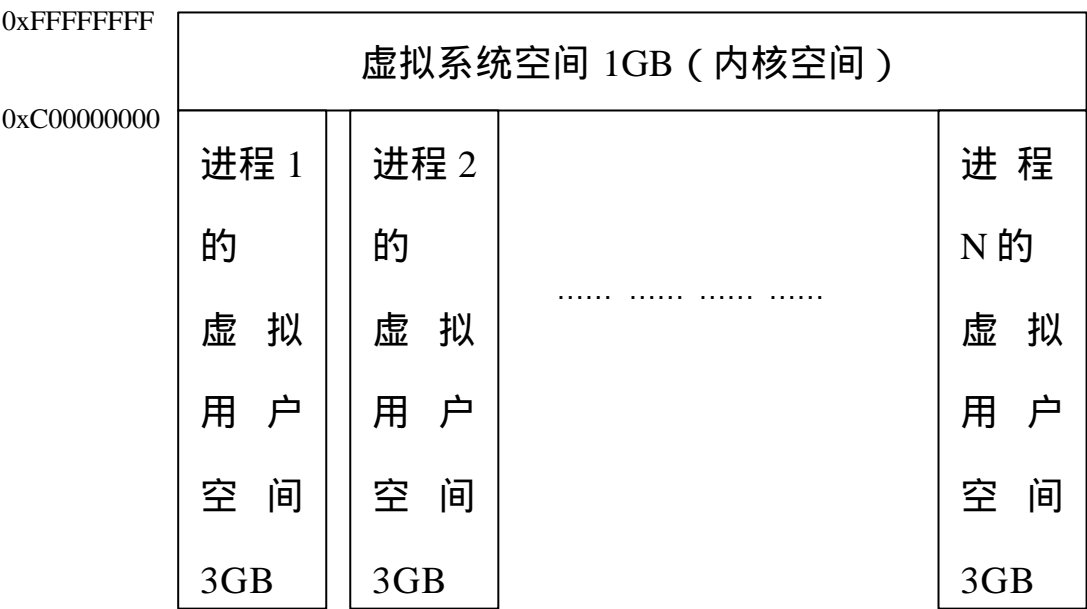 0xFFFFFFFF
虚拟系统空间 1GB（内核空间）
0xC00000000
进程 1
的
虚 拟
用 户
空 间
3GB
进程 2
的
虚 拟
用 户
空 间
3GB
…… …… …… ……
进 程
N 的
虚 拟
用 户
空 间
3GB